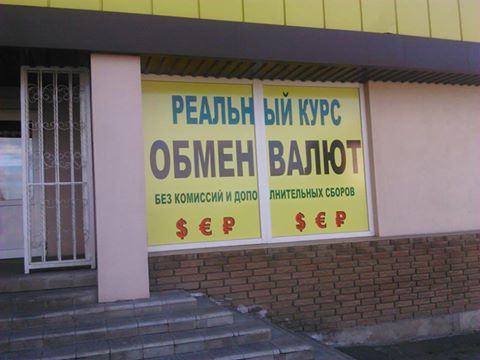 РЕАЛЬНЫЙ КУРС
ОБМЕН ВАЛЮТ
БЕЗ КОМИССИЙ И ДОПОЛНИТЕЛЬНЫХ СБОРОВ
$ € ₽ $ € ₽